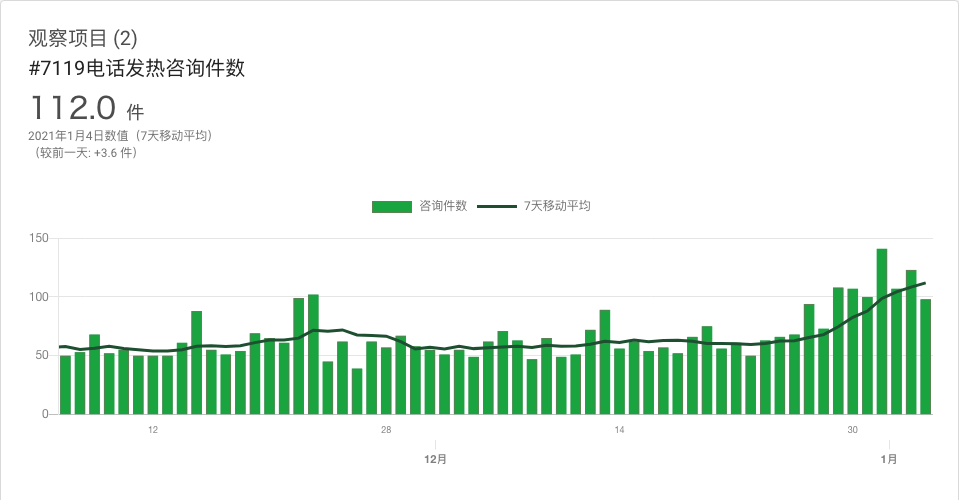 观察项目 (2)
#7119电话发热咨询件数
112.0 件
2021年1月4日数值（7天移动平均）
（较前一天: +3.6 件）
咨询件数 7天移动平均
150
100
50
0
12 28 14 30
12月 1月